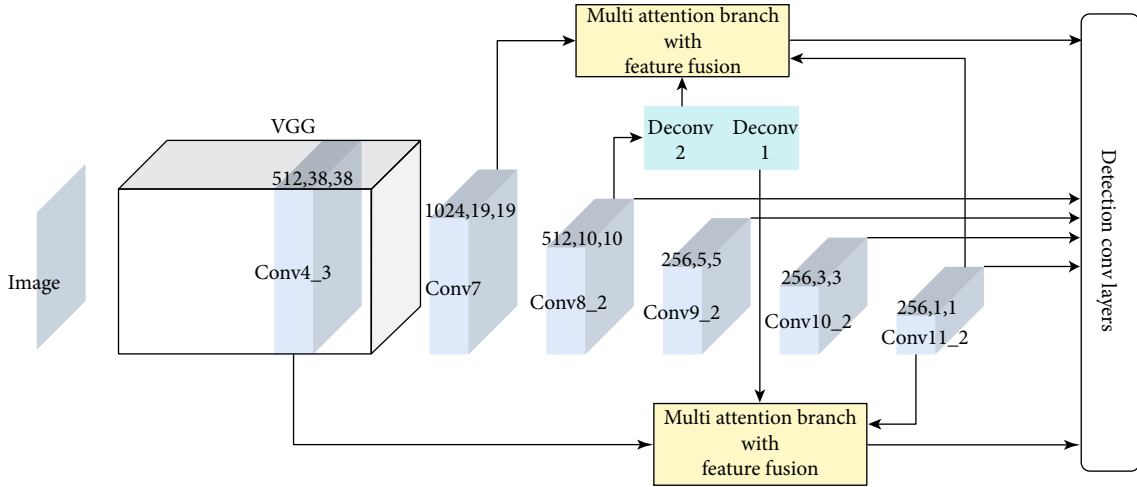 Multi attention branch
with
feature fusion
Deconv
2
Deconv
1
VGG
512,38,38
Conv4_3
1024,19,19
Conv7
512,10,10
Conv8_2
256,5,5
Conv9_2
256,3,3
Conv10_2
256,1,1
Conv11_2
Image
Detection conv layers
Multi attention branch
with
feature fusion